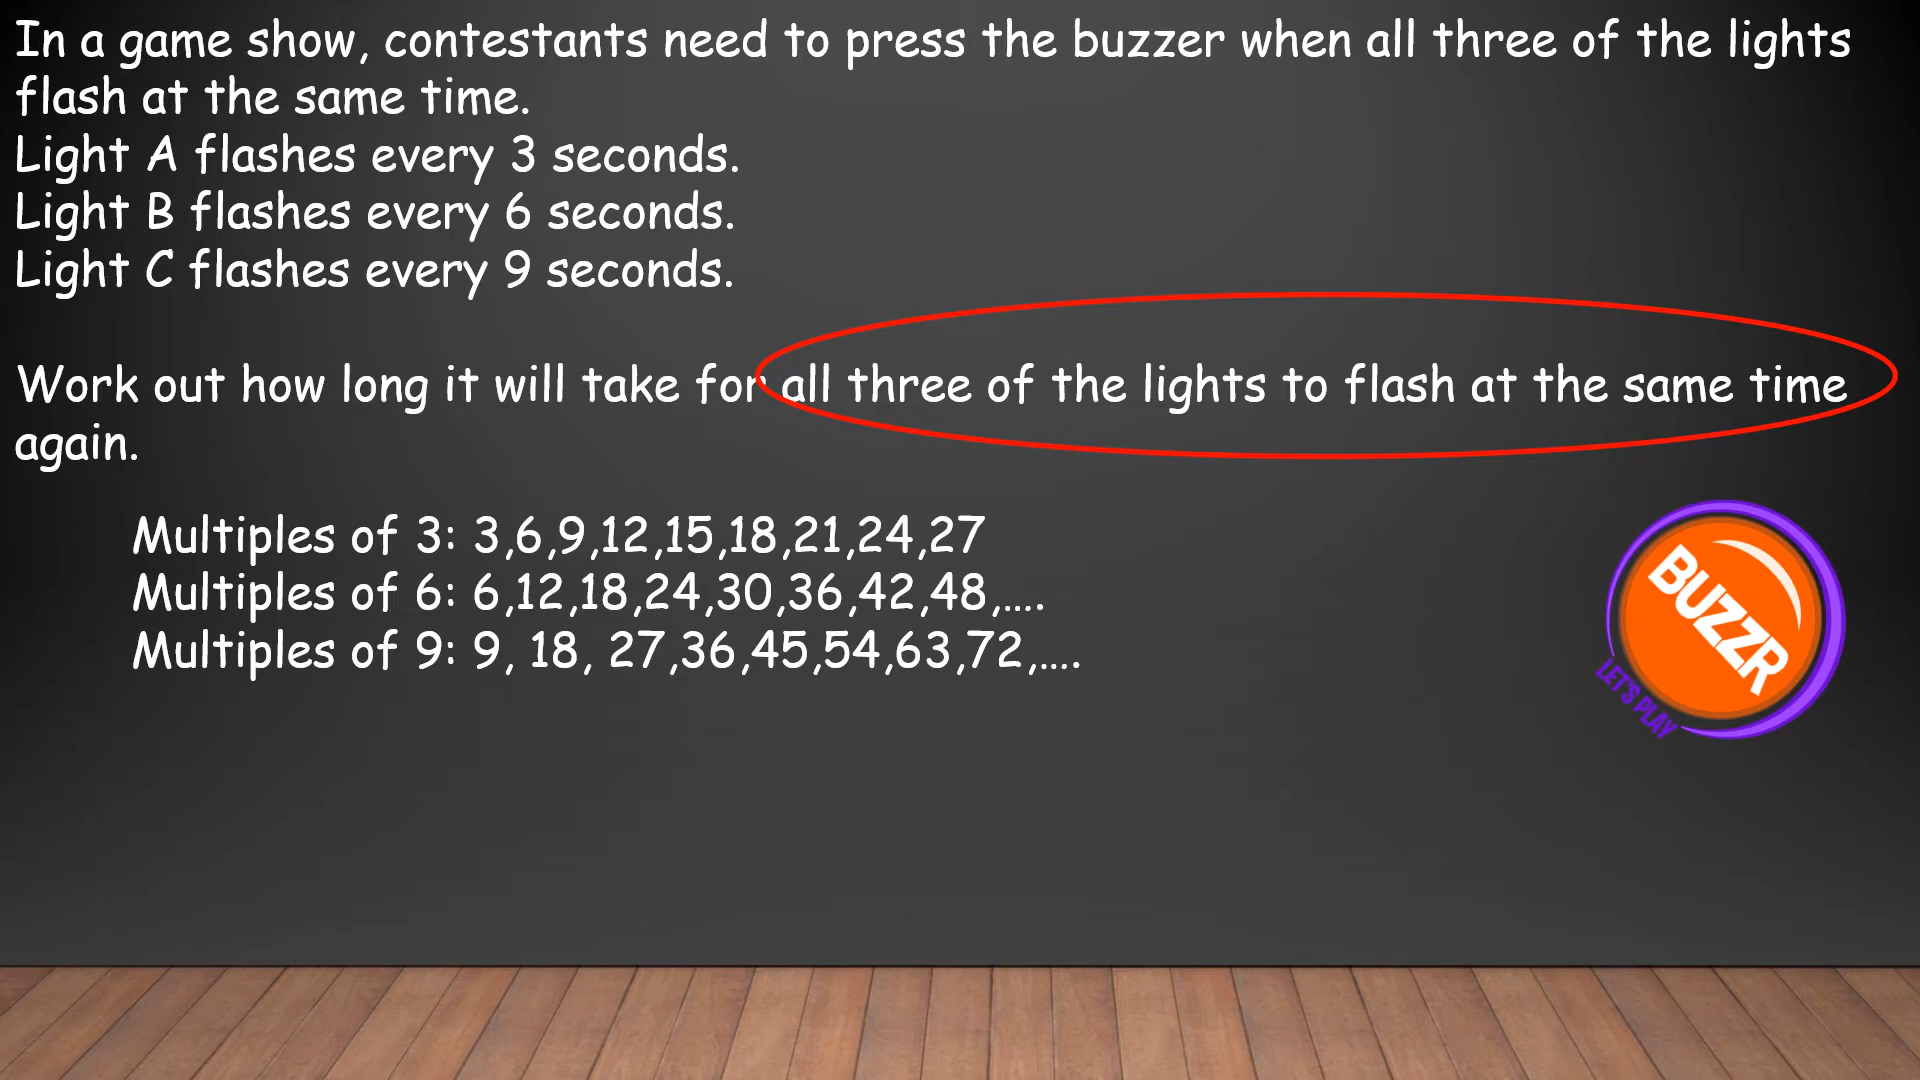 In a game show, contestants need to press the buzzer when all three of the lights
flash at the same time.
Light A flashes every 3 seconds.
Light B flashes every 6 seconds.
Light C flashes every 9 seconds.
Work out how long it will take for all three of the lights to flash at the same time
again.
Multiples of 3: 3,6,9,12,15,18,21,24,27
Multiples of 6: 6,12,18,24,30,36,42,48,....
Multiples of 9: 9, 18, 27,36,45,54,63,72,....
BUZZR
LET'S PLAY